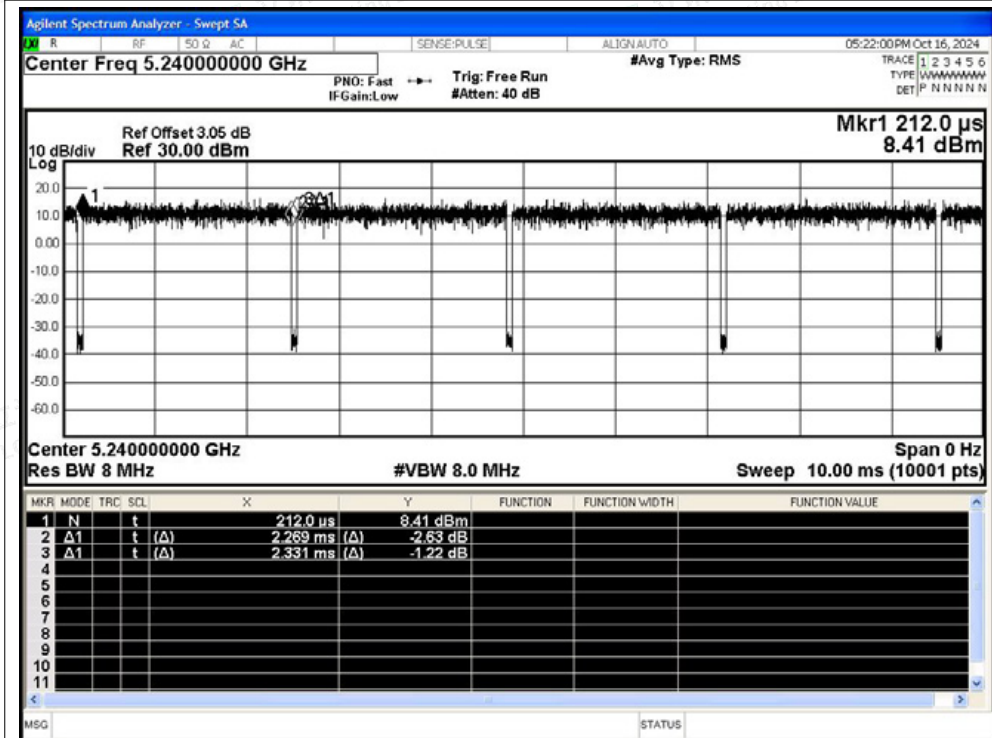 Agilent Spectrum Analyzer - Swept SA
LXI R RF 50 Ω AC SENSE:PULSE ALIGN AUTO 05:22:00 PM Oct 16, 2024
Center Freq 5.240000000 GHz #Avg Type: RMS TRACE 1 2 3 4 5 6
PNO: Fast Trig: Free Run TYPE WWWWWW
IFGain:Low #Atten: 40 dB DET P N N N N N
Mkr1 212.0 µs
Ref Offset 3.05 dB
10 dB/div Ref 30.00 dBm 8.41 dBm
Log
20.0
1
10.0
0.00
-10.0
-20.0
-30.0
-40.0
-50.0
-60.0
Center 5.240000000 GHz Span 0 Hz
Res BW 8 MHz #VBW 8.0 MHz Sweep 10.00 ms (10001 pts)
MKR MODE TRC SCL X Y FUNCTION FUNCTION WIDTH FUNCTION VALUE
1 N t 212.0 µs 8.41 dBm
2 Δ1 t (Δ) 2.269 ms (Δ) -2.63 dB
3 Δ1 t (Δ) 2.331 ms (Δ) -1.22 dB
4
5
6
7
8
9
10
11
MSG STATUS